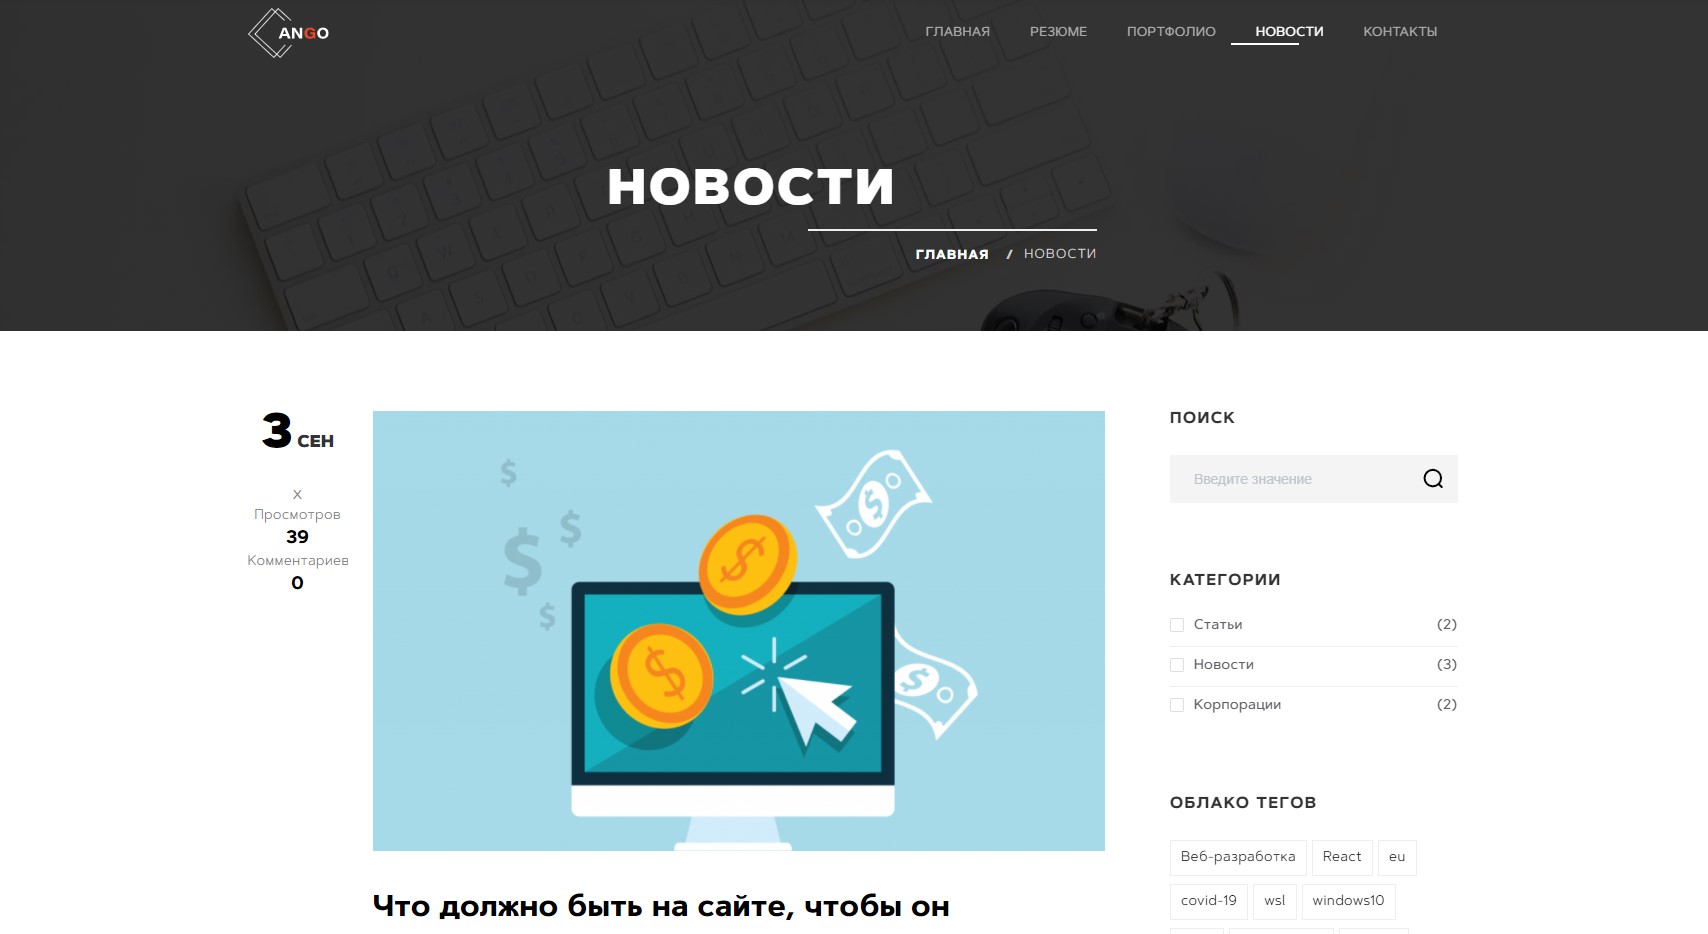 ANGO
ГЛАВНАЯ РЕЗЮМЕ ПОРТФОЛИО НОВОСТИ КОНТАКТЫ
НОВОСТИ
ГЛАВНАЯ / НОВОСТИ
3 СЕН
X
Просмотров
39
Комментариев
0
$
$
$
$
$
$
$
$
Что должно быть на сайте, чтобы он
ПОИСК
Введите значение
КАТЕГОРИИ
Статьи (2)
Новости (3)
Корпорации (2)
ОБЛАКО ТЕГОВ
Веб-разработка React eu
covid-19 wsl windows10